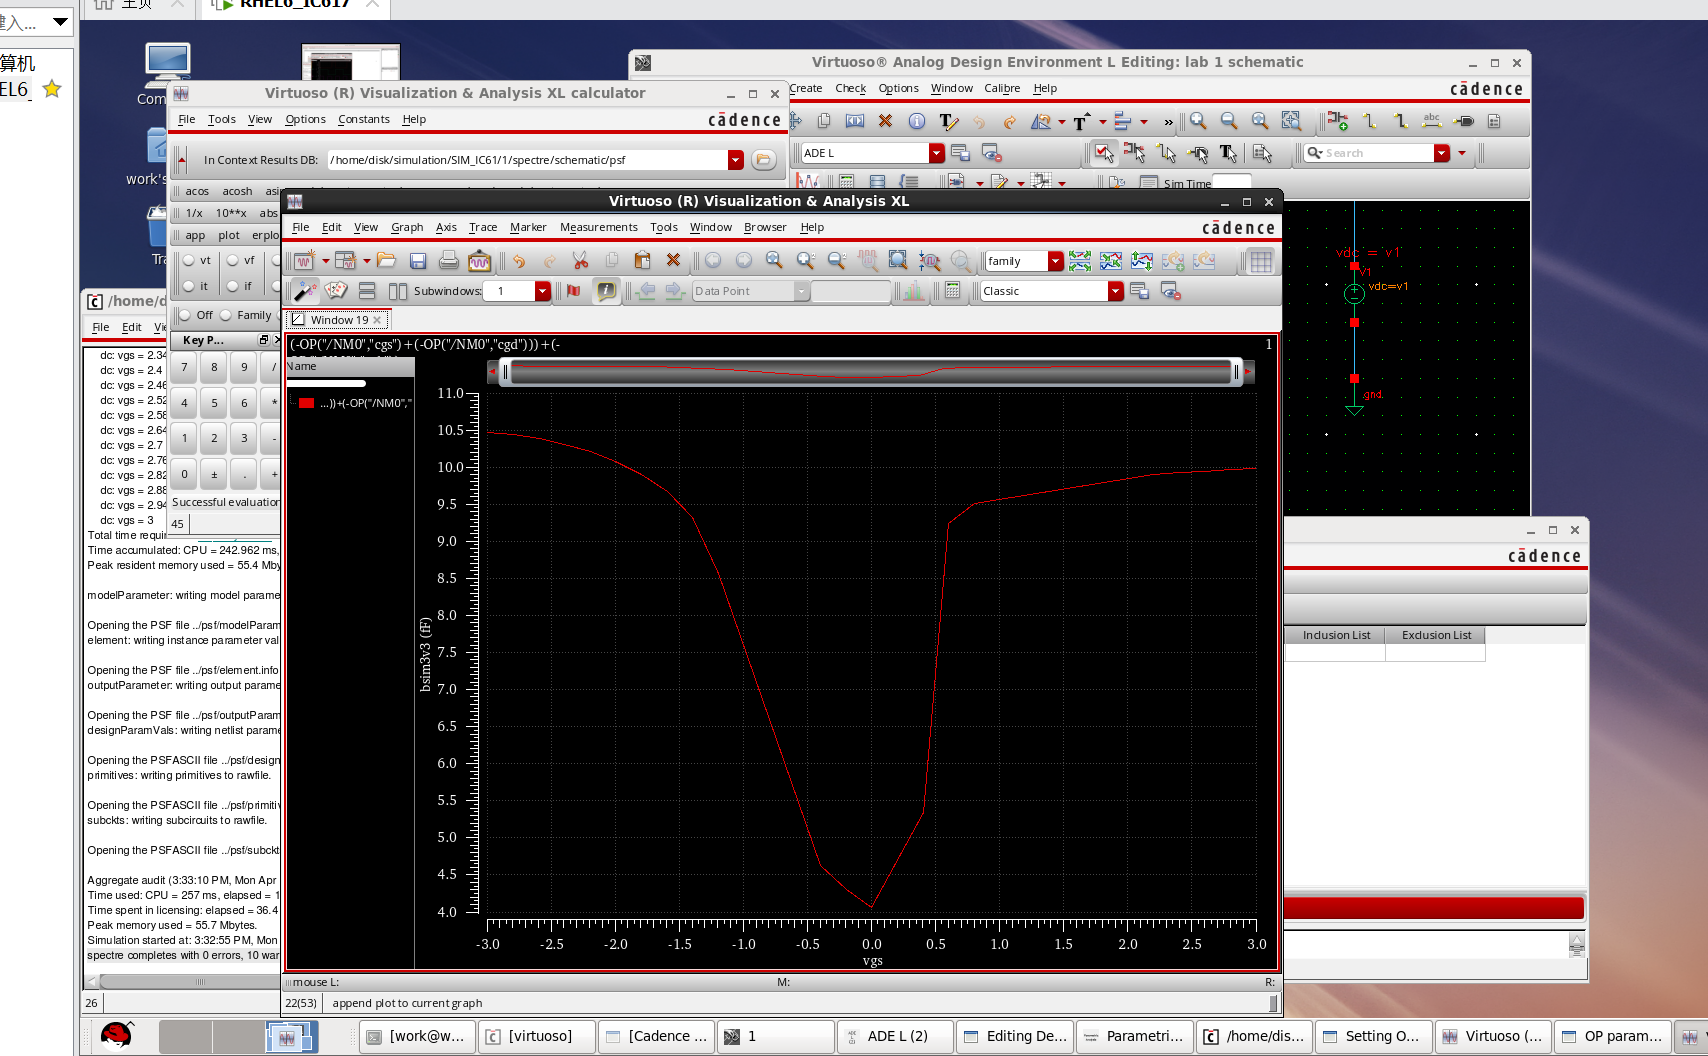 主页
RHEL6_IC617
建入...
算机
EL6_
Com
work's
Tra
Virtuoso® Analog Design Environment L Editing: lab 1 schematic
Create Check Options Window Calibre Help
cādence
ADE L
Search
Sim Time
Virtuoso (R) Visualization & Analysis XL calculator
File Tools View Options Constants Help
cādence
In Context Results DB: /home/disk/simulation/SIM_IC61/1/spectre/schematic/psf
acos acosh asi
1/x 10**x abs
app plot erplo
vt vf
it if
Off Family
Key P...
7 8 9 /
4 5 6 *
1 2 3 -
0 ± . +
Successful evaluation
45
Virtuoso (R) Visualization & Analysis XL
File Edit View Graph Axis Trace Marker Measurements Tools Window Browser Help
cādence
family
Subwindows: 1
Data Point
Classic
Window 19
(-OP("/NM0","cgs")+(-OP("/NM0","cgd")))+(-
1
Name
...))+(-OP("/NM0","
11.0
10.5
10.0
9.5
9.0
8.5
8.0
7.5
7.0
6.5
6.0
5.5
5.0
4.5
4.0
bsim3v3 (fF)
-3.0 -2.5 -2.0 -1.5 -1.0 -0.5 0.0 0.5 1.0 1.5 2.0 2.5 3.0
vgs
mouse L: M: R:
22(53) append plot to current graph
/home/d
File Edit Vi
dc: vgs = 2.34
dc: vgs = 2.4
dc: vgs = 2.46
dc: vgs = 2.52
dc: vgs = 2.58
dc: vgs = 2.64
dc: vgs = 2.7
dc: vgs = 2.76
dc: vgs = 2.82
dc: vgs = 2.88
dc: vgs = 2.94
dc: vgs = 3
Total time requir
Time accumulated: CPU = 242.962 ms,
Peak resident memory used = 55.4 Mby
modelParameter: writing model parame
Opening the PSF file ../psf/modelParam
element: writing instance parameter val
Opening the PSF file ../psf/element.info
outputParameter: writing output parame
Opening the PSF file ../psf/outputParam
designParamVals: writing netlist parame
Opening the PSFASCII file ../psf/design
primitives: writing primitives to rawfile.
Opening the PSFASCII file ../psf/primitiv
subckts: writing subcircuits to rawfile.
Opening the PSFASCII file ../psf/subckt
Aggregate audit (3:33:10 PM, Mon Apr
Time used: CPU = 257 ms, elapsed = 1
Time spent in licensing: elapsed = 36.4
Peak memory used = 55.7 Mbytes.
Simulation started at: 3:32:55 PM, Mon
spectre completes with 0 errors, 10 war
26
vdc = v1
V1
vdc=v1
gnd
cādence
Inclusion List Exclusion List
[work@w... [virtuoso] [Cadence ... 1 ADE L (2) Editing De... Parametri... /home/dis... Setting O... Virtuoso (... OP param...